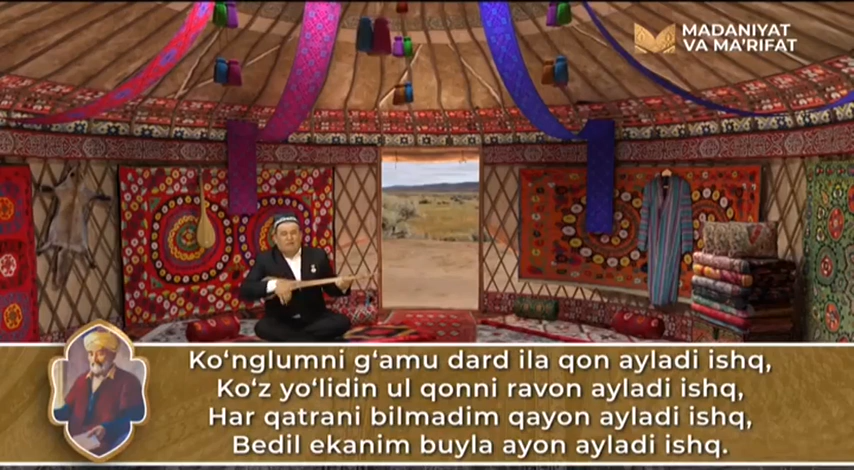 MADANIYAT
VA MA'RIFAT
Ko‘nglumni g‘amu dard ila qon ayladi ishq,
Ko‘z yo‘lidin ul qonni ravon ayladi ishq,
Har qatrani bilmadim qayon ayladi ishq,
Bedil ekanim buyla ayon ayladi ishq.